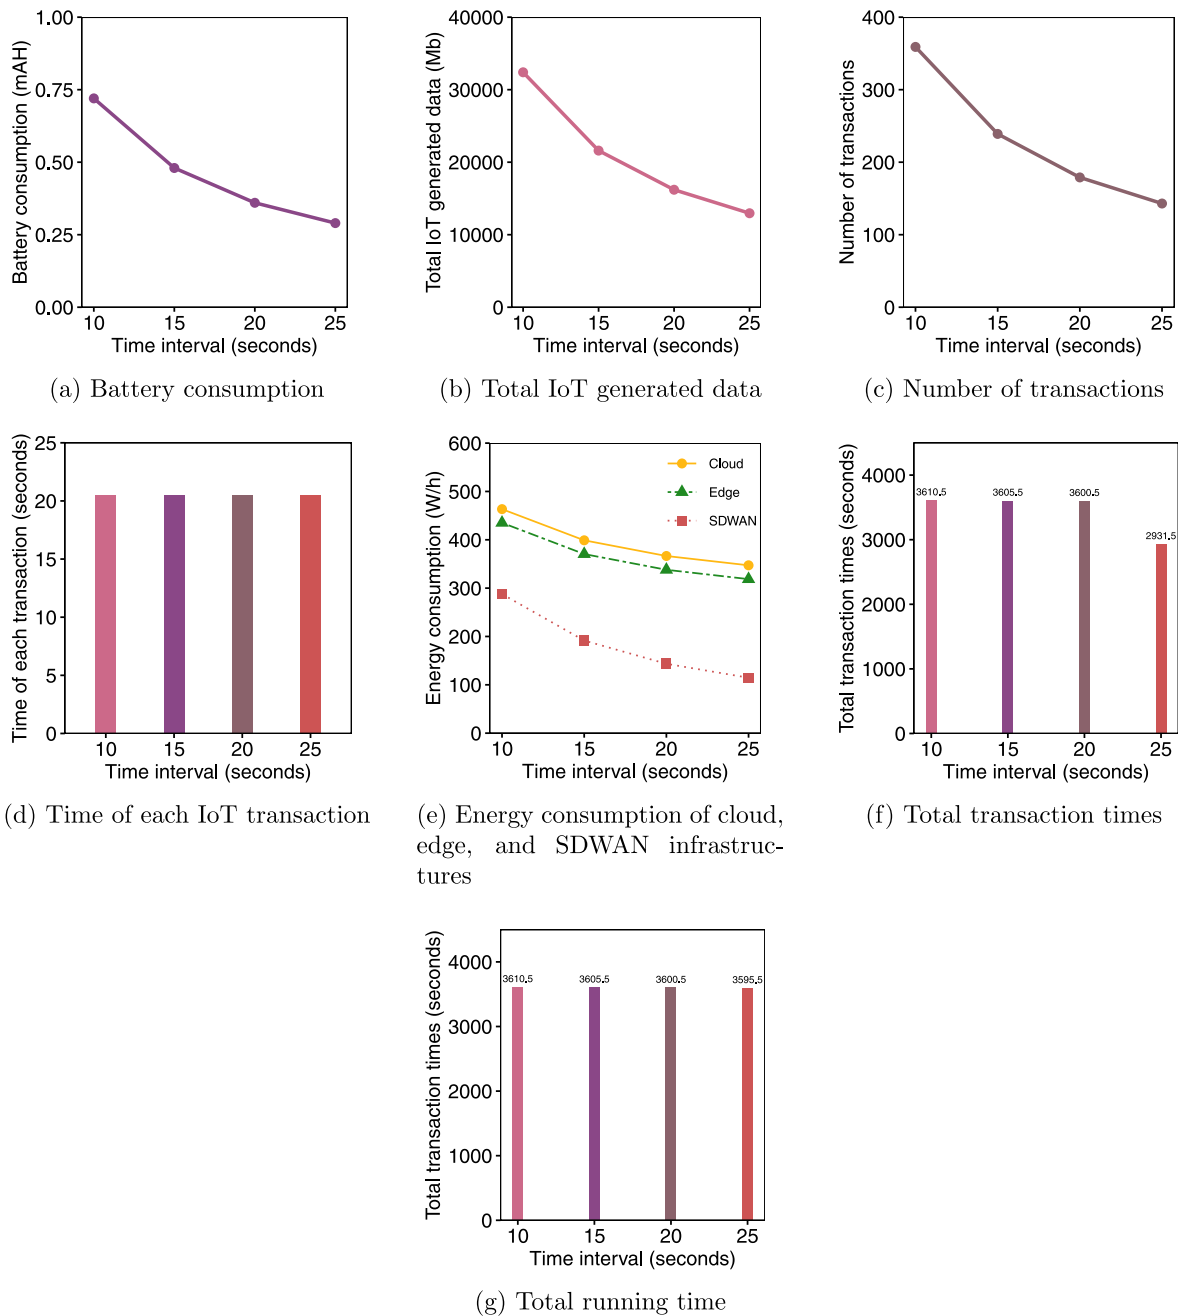 1.00
0.75
0.50
0.25
0.00
Battery consumption (mAH)
10 15 20 25
Time interval (seconds)
(a) Battery consumption
40000
30000
20000
10000
0
Total IoT generated data (Mb)
10 15 20 25
Time interval (seconds)
(b) Total IoT generated data
400
300
200
100
0
Number of transactions
10 15 20 25
Time interval (seconds)
(c) Number of transactions
25
20
15
10
5
0
Time of each transaction (seconds)
10 15 20 25
Time interval (seconds)
(d) Time of each IoT transaction
600
500
400
300
200
100
0
Energy consumption (W/h)
Cloud
Edge
SDWAN
10 15 20 25
Time interval (seconds)
(e) Energy consumption of cloud,
edge, and SDWAN infrastruc-
tures
4000
3000
2000
1000
0
Total transaction times (seconds)
3610.5 3605.5 3600.5 2931.5
10 15 20 25
Time interval (seconds)
(f) Total transaction times
4000
3000
2000
1000
0
Total transaction times (seconds)
3610.5 3605.5 3600.5 3595.5
10 15 20 25
Time interval (seconds)
(g) Total running time